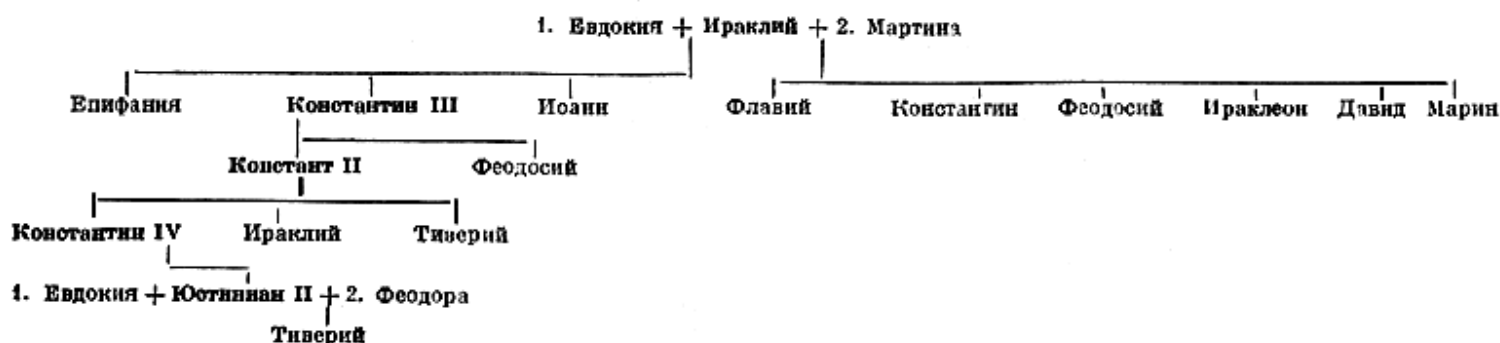 1. Евдокия + Ираклий + 2. Мартина
Епифания Константин III Иоанн Флавий Константин Феодосий Ираклеон Давид Марин
Констант II Феодосий
Константин IV Ираклий Тиверий
1. Евдокия + Юстиниан II + 2. Феодора
Тиверий